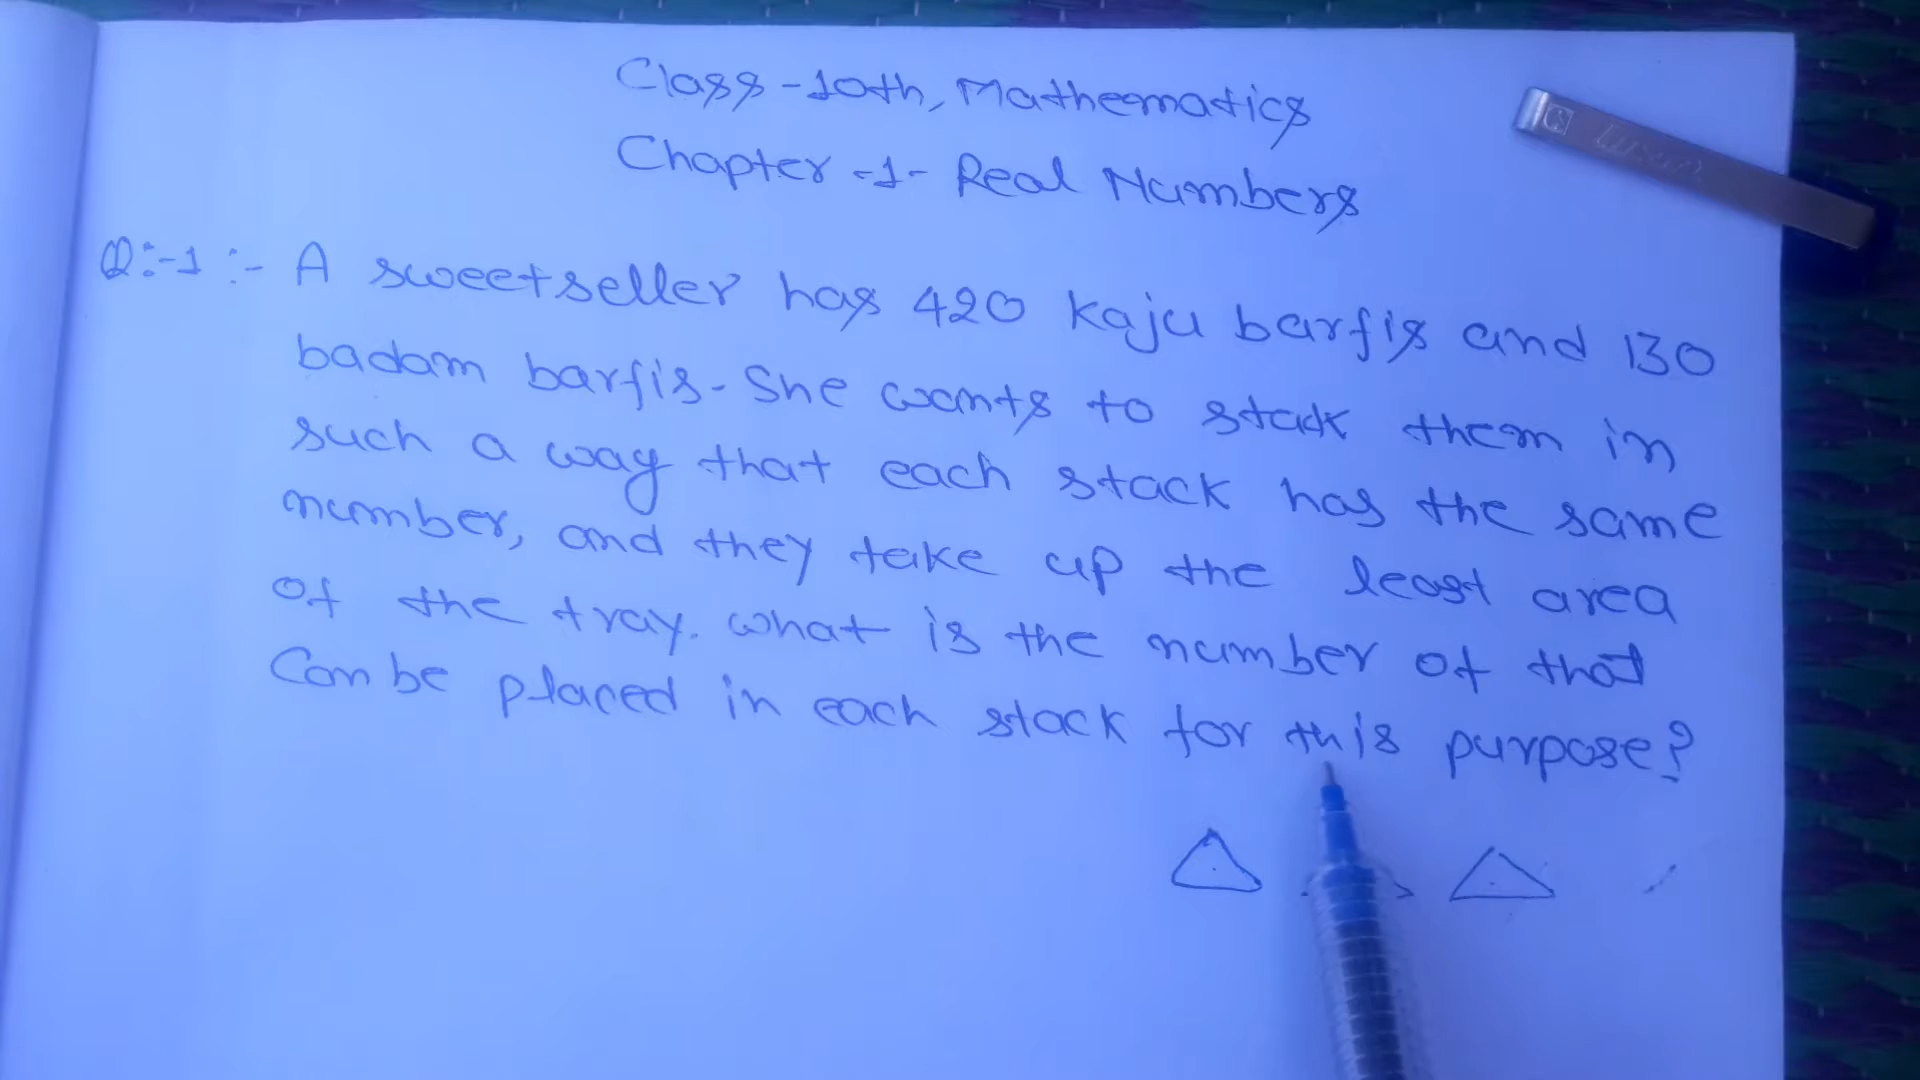 Class-10th, Mathematics
Chapter-1- Real Numbers
Q:-1:- A sweetseller has 420 kaju barfis and 130
badam barfis. She wants to stack them in
such a way that each stack has the same
number, and they take up the least area
of the tray. what is the number of that
Can be placed in each stack for this purpose?